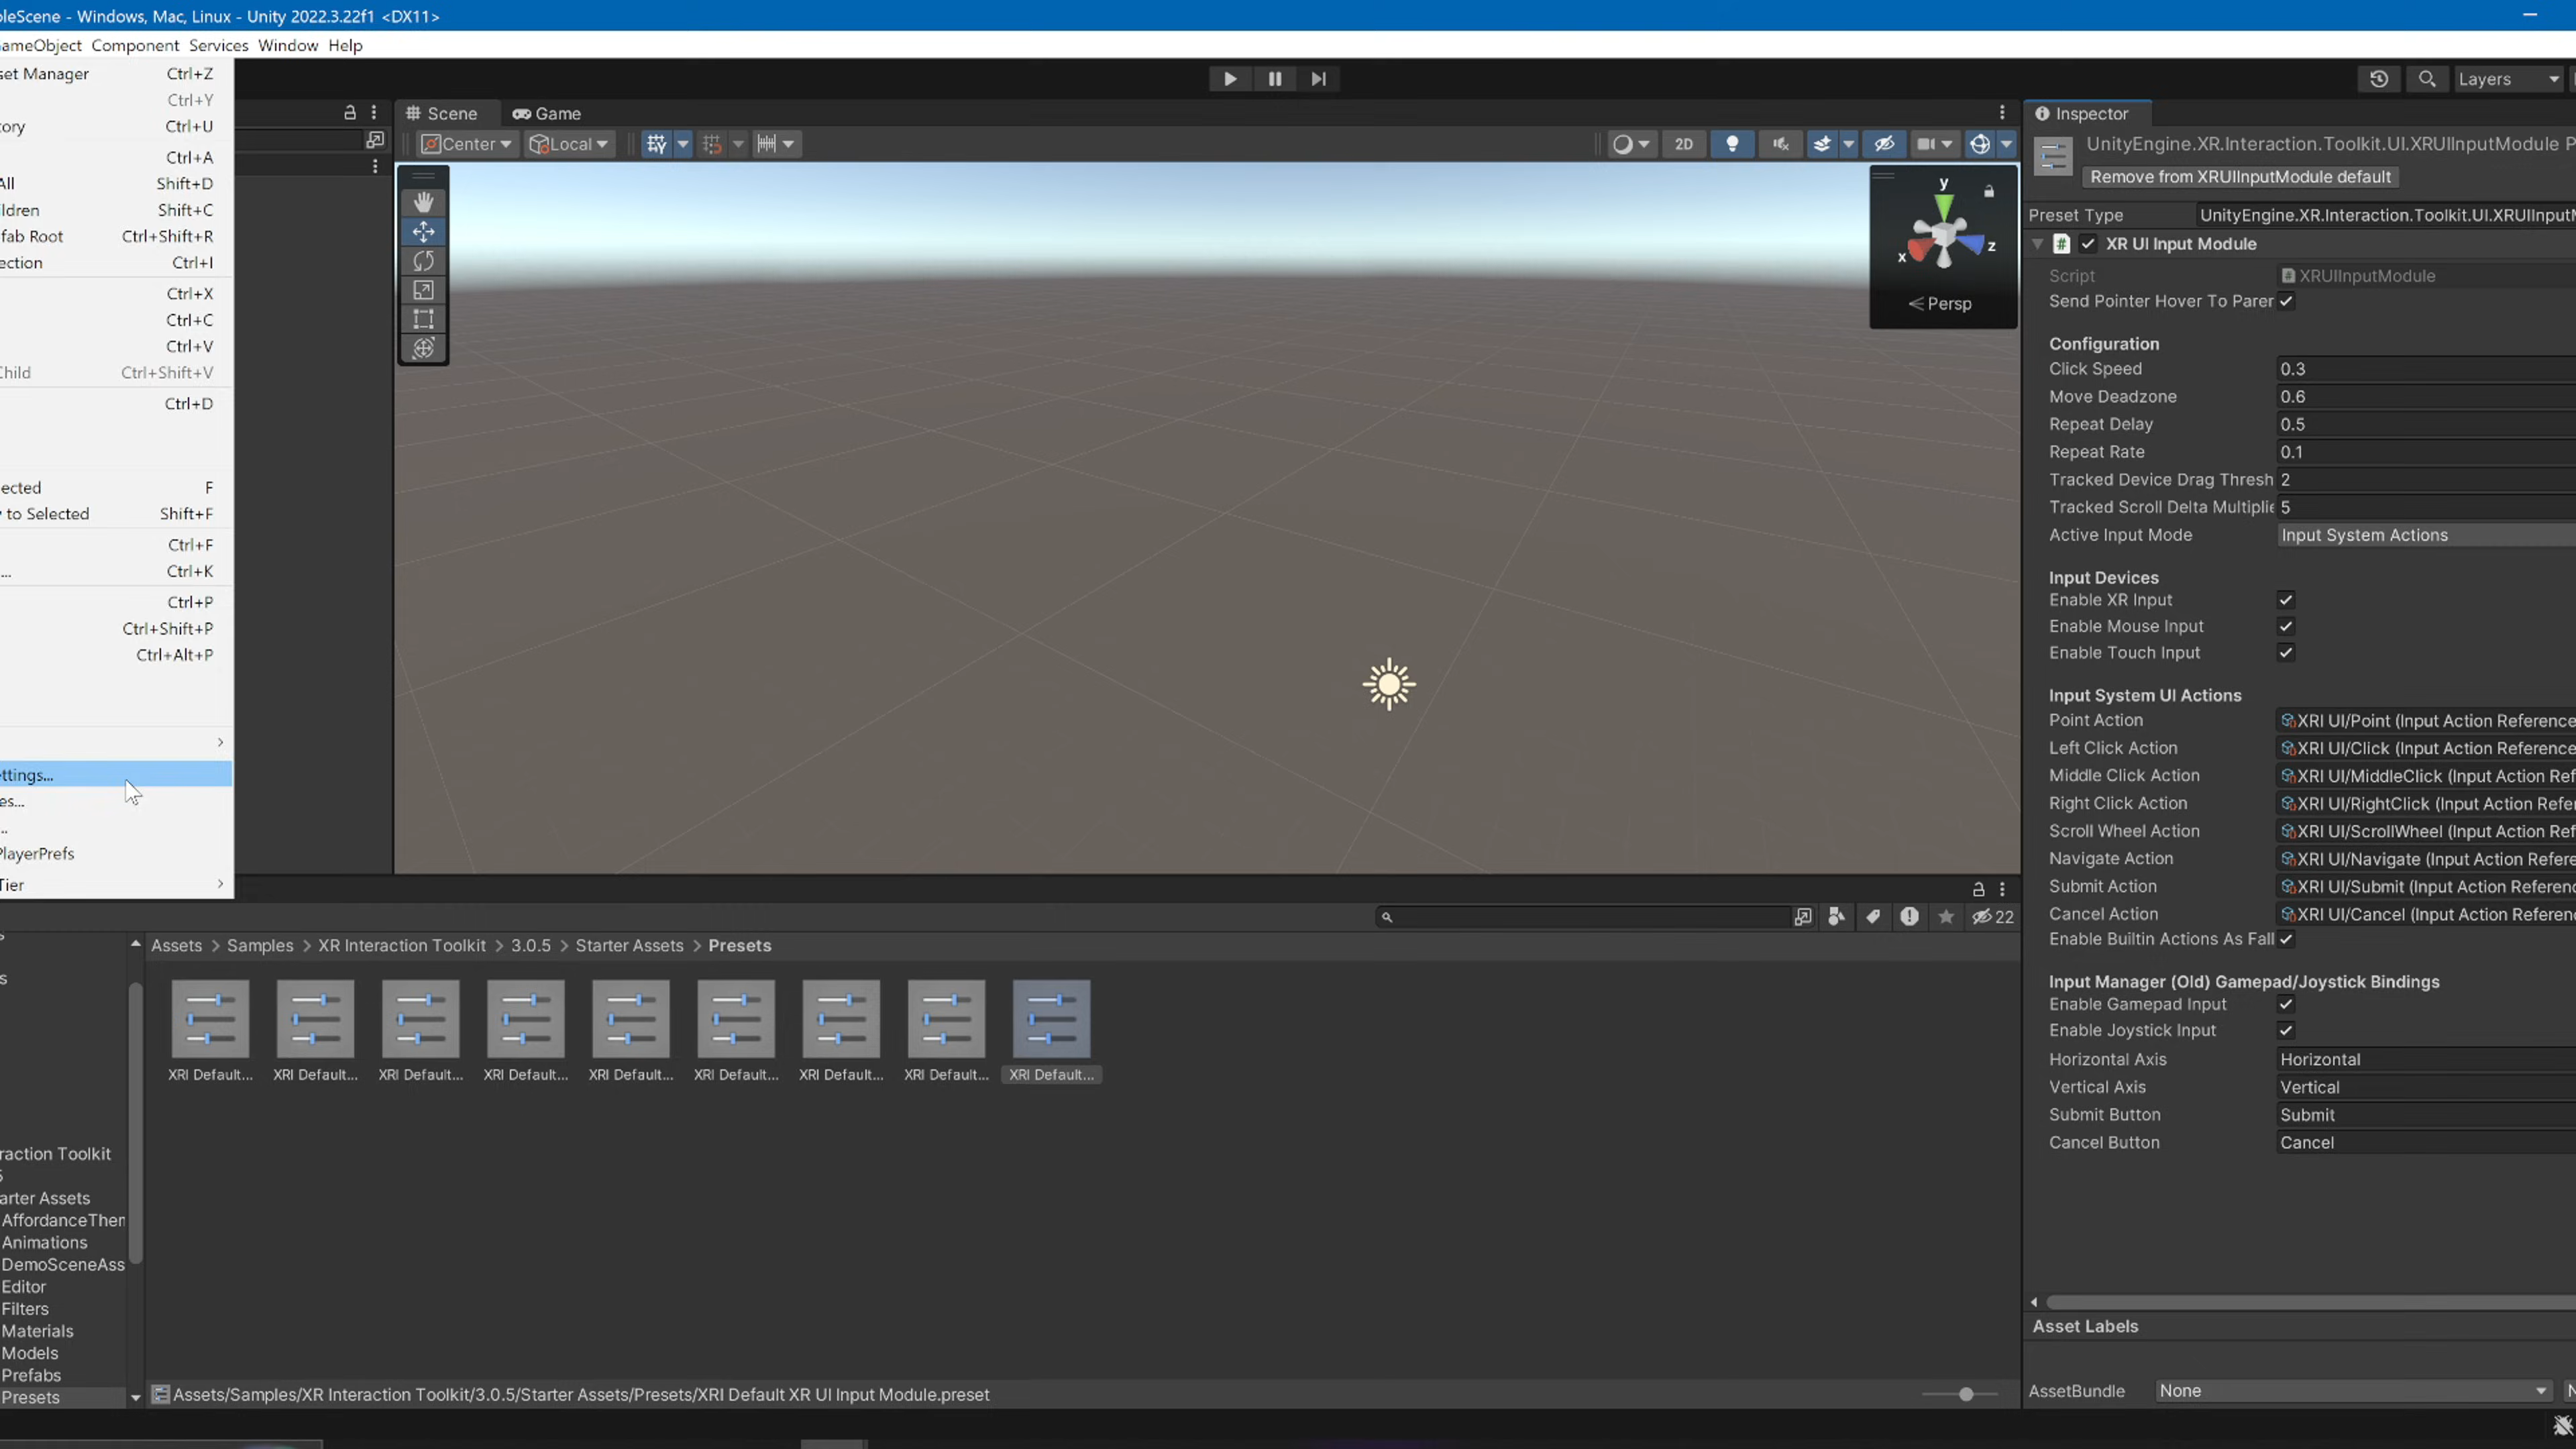 oleScene - Windows, Mac, Linux - Unity 2022.3.22f1 <DX11>
ameObject Component Services Window Help
set Manager Ctrl+Z
Ctrl+Y
tory Ctrl+U
Ctrl+A
All Shift+D
ildren Shift+C
fab Root Ctrl+Shift+R
ection Ctrl+I
Ctrl+X
Ctrl+C
Ctrl+V
Child Ctrl+Shift+V
Ctrl+D
ected F
v to Selected Shift+F
Ctrl+F
... Ctrl+K
Ctrl+P
Ctrl+Shift+P
Ctrl+Alt+P
ettings...
es...
..
PlayerPrefs
Tier
Layers
Scene
Game
Center
Local
2D
y
x
z
Persp
Inspector
UnityEngine.XR.Interaction.Toolkit.UI.XRUIInputModule P
Remove from XRUIInputModule default
Preset Type UnityEngine.XR.Interaction.Toolkit.UI.XRUIInputM
# XR UI Input Module
Script # XRUIInputModule
Send Pointer Hover To Parer
Configuration
Click Speed 0.3
Move Deadzone 0.6
Repeat Delay 0.5
Repeat Rate 0.1
Tracked Device Drag Thresh 2
Tracked Scroll Delta Multiplie 5
Active Input Mode Input System Actions
Input Devices
Enable XR Input
Enable Mouse Input
Enable Touch Input
Input System UI Actions
Point Action XRI UI/Point (Input Action Reference
Left Click Action XRI UI/Click (Input Action Reference
Middle Click Action XRI UI/MiddleClick (Input Action Ref
Right Click Action XRI UI/RightClick (Input Action Refer
Scroll Wheel Action XRI UI/ScrollWheel (Input Action Ref
Navigate Action XRI UI/Navigate (Input Action Refere
Submit Action XRI UI/Submit (Input Action Referenc
Cancel Action XRI UI/Cancel (Input Action Referenc
Enable Builtin Actions As Fall
Input Manager (Old) Gamepad/Joystick Bindings
Enable Gamepad Input
Enable Joystick Input
Horizontal Axis Horizontal
Vertical Axis Vertical
Submit Button Submit
Cancel Button Cancel
Asset Labels
AssetBundle None
22
Assets > Samples > XR Interaction Toolkit > 3.0.5 > Starter Assets > Presets
XRI Default... XRI Default... XRI Default... XRI Default... XRI Default... XRI Default... XRI Default... XRI Default... XRI Default...
s
raction Toolkit
5
arter Assets
AffordanceTher
Animations
DemoSceneAss
Editor
Filters
Materials
Models
Prefabs
Presets
Assets/Samples/XR Interaction Toolkit/3.0.5/Starter Assets/Presets/XRI Default XR UI Input Module.preset